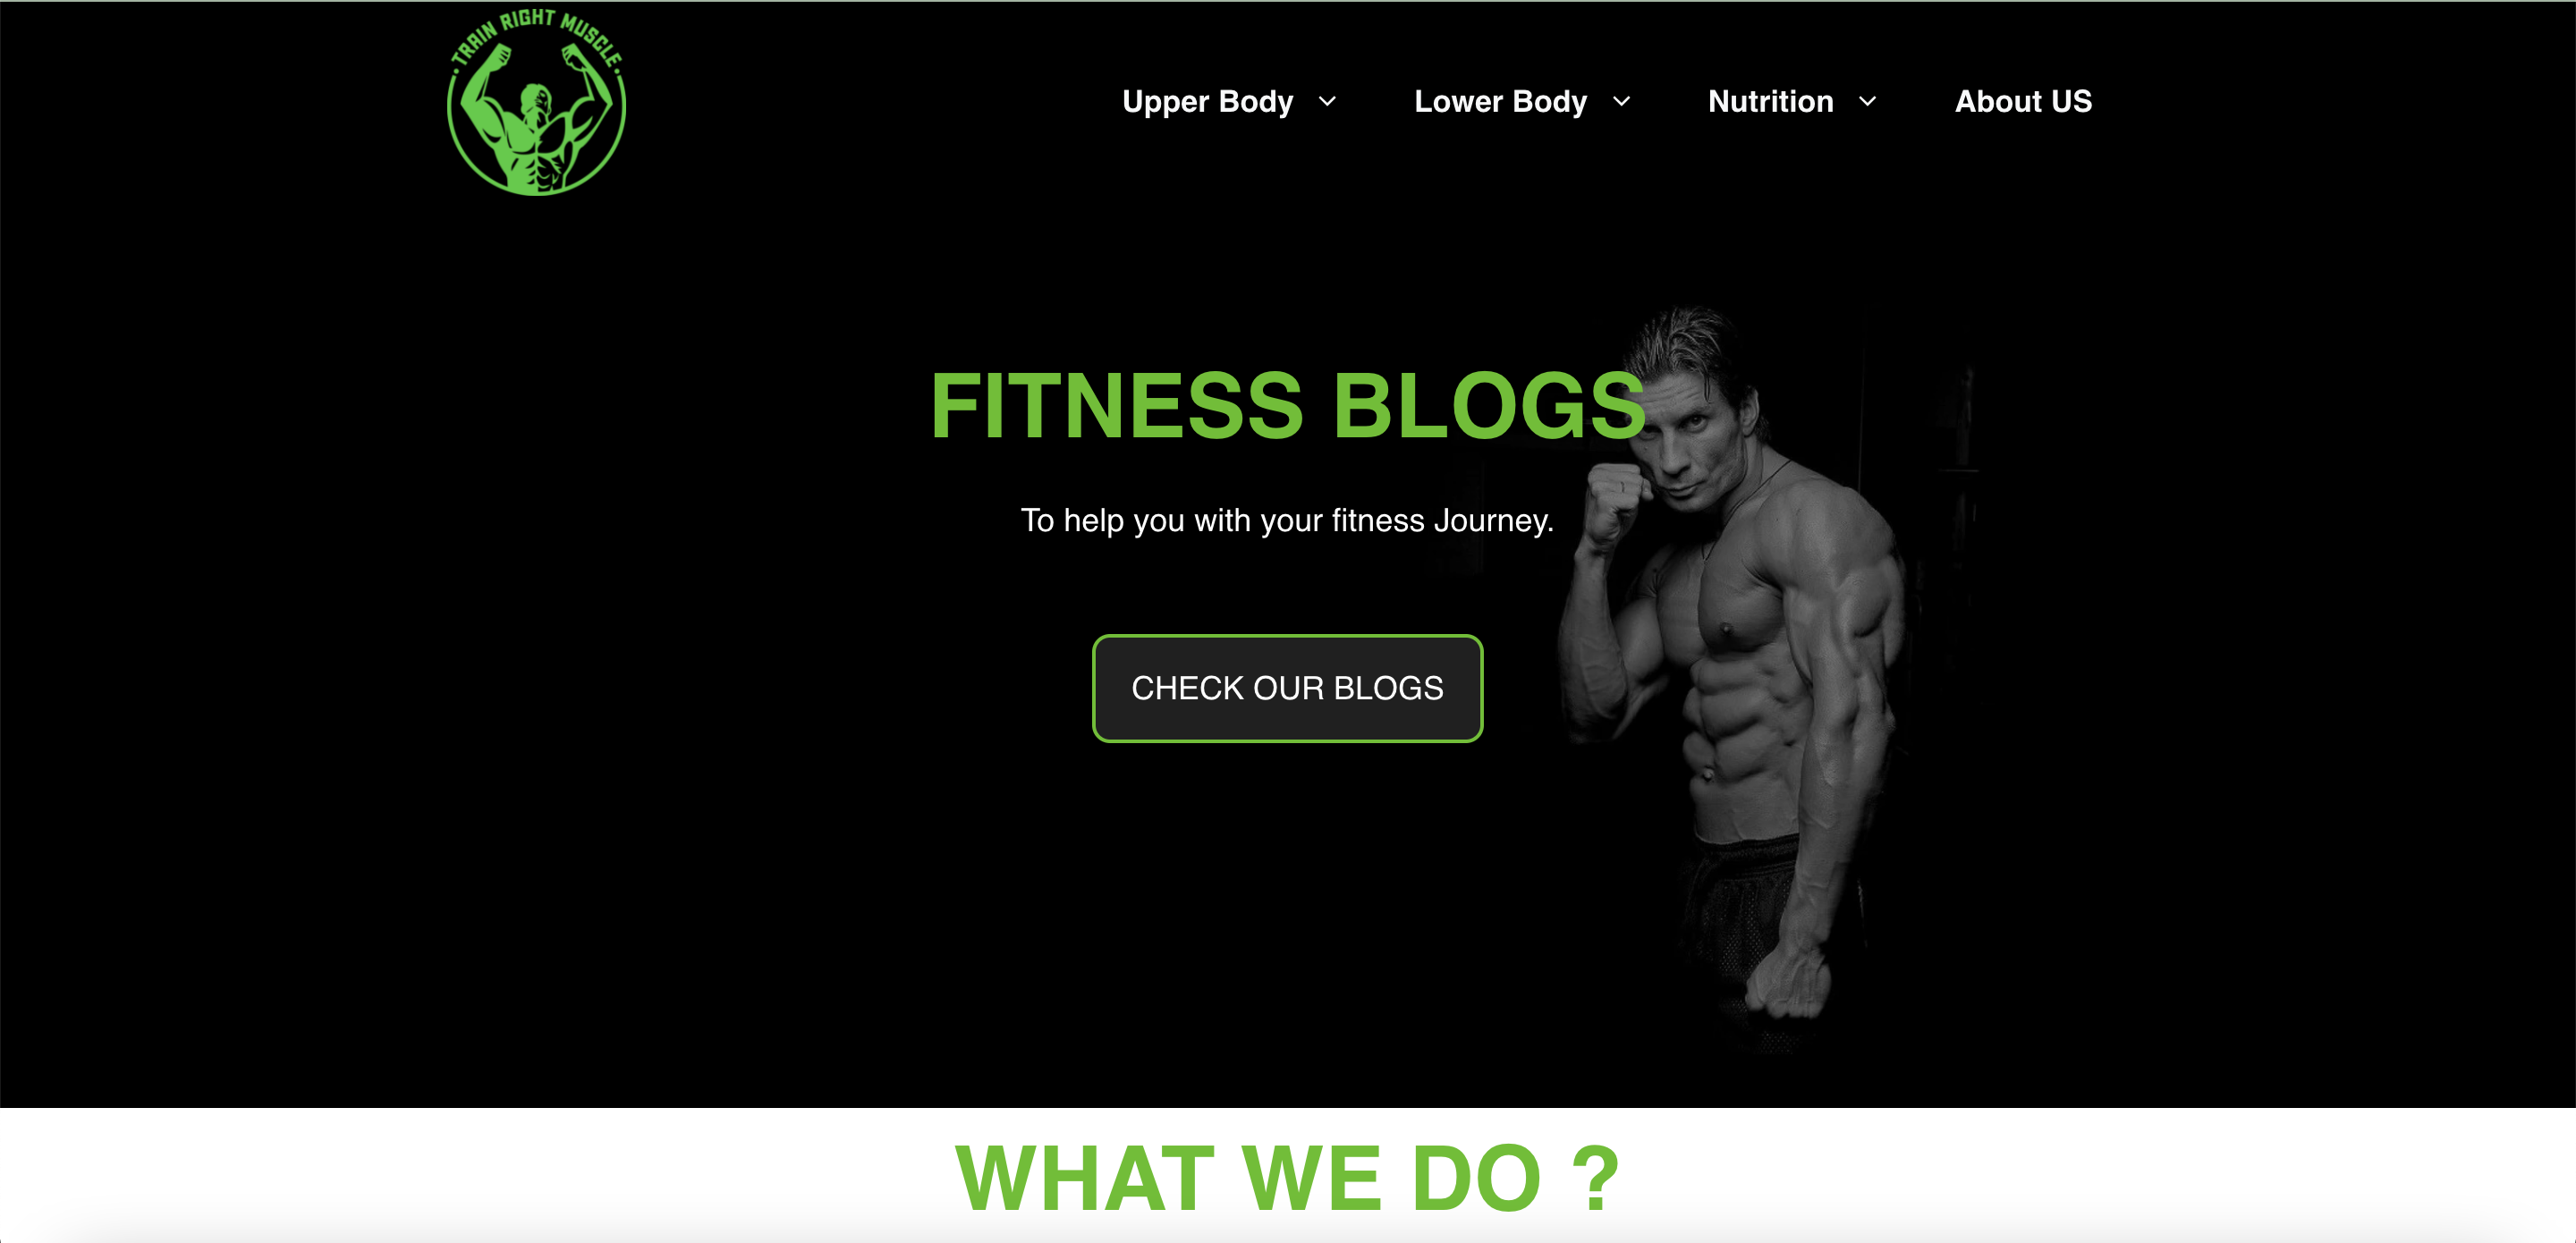 TRAIN RIGHT MUSCLE
Upper Body
Lower Body
Nutrition
About US
FITNESS BLOGS
To help you with your fitness Journey.
CHECK OUR BLOGS
WHAT WE DO ?